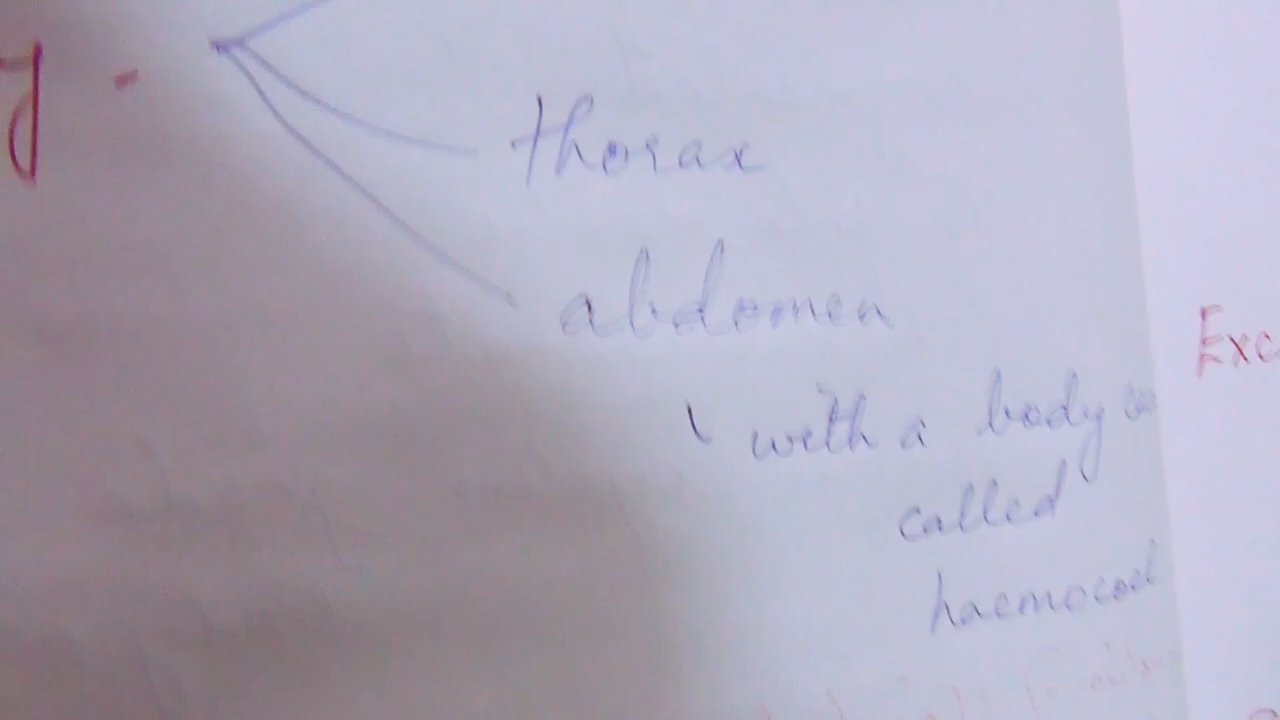 y -
thorax
abdomen
with a body
called
haemocoel
Exc